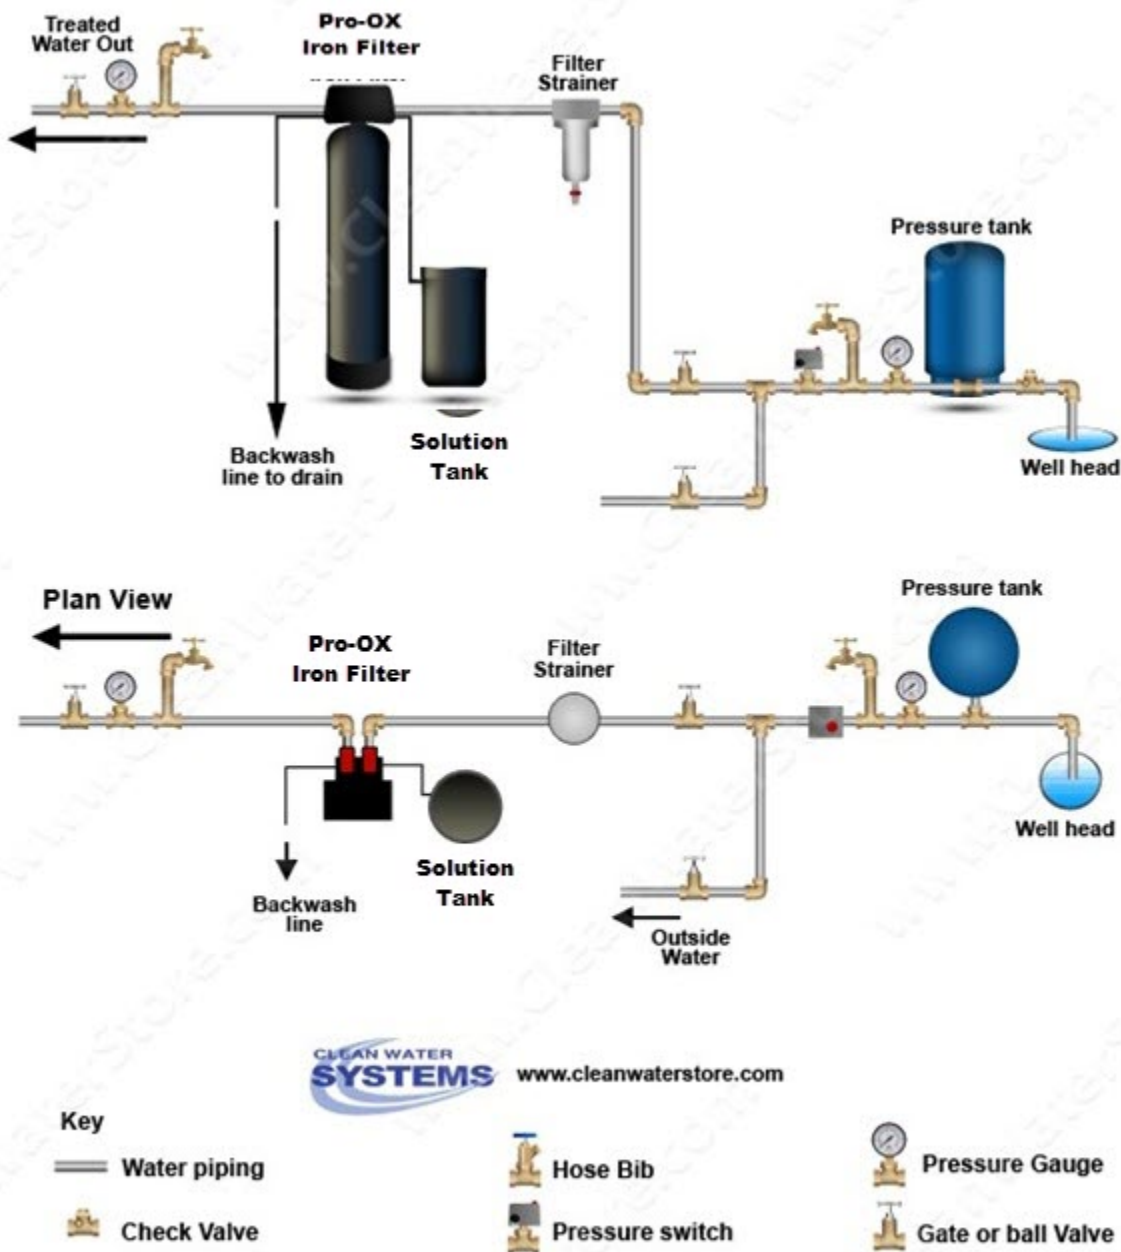 Treated
Water Out
Pro-OX
Iron Filter
Filter
Strainer
Pressure tank
Backwash
line to drain
Solution
Tank
Well head
Plan View
Pressure tank
Pro-OX
Iron Filter
Filter
Strainer
Well head
Solution
Tank
Backwash
line
Outside
Water
CLEAN WATER
SYSTEMS
www.cleanwaterstore.com
Key
Water piping
Hose Bib
Pressure Gauge
Check Valve
Pressure switch
Gate or ball Valve